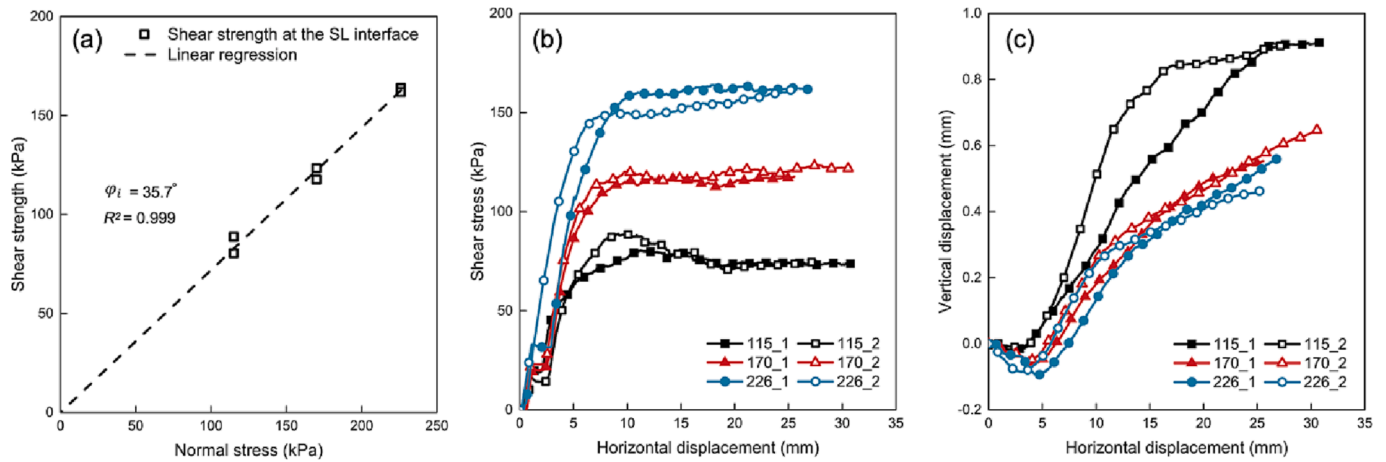 (a)
Shear strength at the SL interface
Linear regression
φi = 35.7°
R² = 0.999
Shear strength (kPa)
200
150
100
50
0
0 50 100 150 200 250
Normal stress (kPa)
(b)
Shear stress (kPa)
200
150
100
50
0
115_1 115_2
170_1 170_2
226_1 226_2
0 5 10 15 20 25 30 35
Horizontal displacement (mm)
(c)
Vertical displacement (mm)
1.0
0.8
0.6
0.4
0.2
0.0
-0.2
115_1 115_2
170_1 170_2
226_1 226_2
0 5 10 15 20 25 30 35
Horizontal displacement (mm)